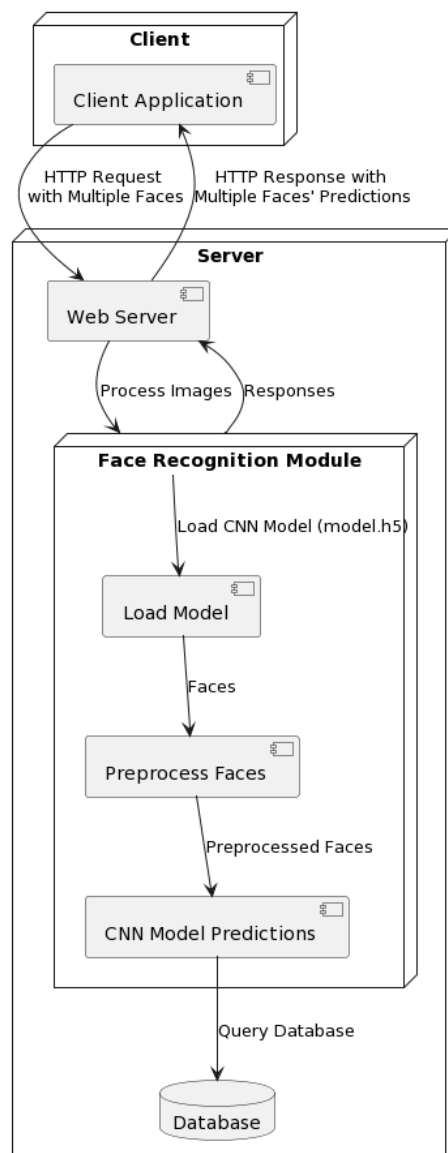 Client
Client Application
HTTP Request
with Multiple Faces
HTTP Response with
Multiple Faces' Predictions
Server
Web Server
Process Images
Responses
Face Recognition Module
Load CNN Model (model.h5)
Load Model
Faces
Preprocess Faces
Preprocessed Faces
CNN Model Predictions
Query Database
Database